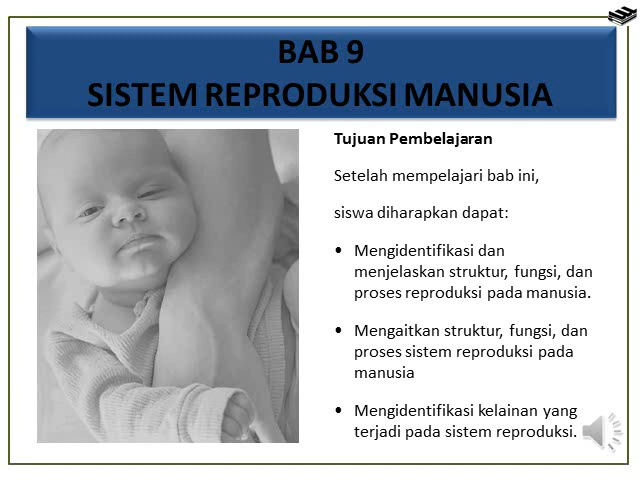 BAB 9
SISTEM REPRODUKSI MANUSIA
Tujuan Pembelajaran
Setelah mempelajari bab ini,
siswa diharapkan dapat:
• Mengidentifikasi dan
menjelaskan struktur, fungsi, dan
proses reproduksi pada manusia.
• Mengaitkan struktur, fungsi, dan
proses sistem reproduksi pada
manusia
• Mengidentifikasi kelainan yang
terjadi pada sistem reproduksi.